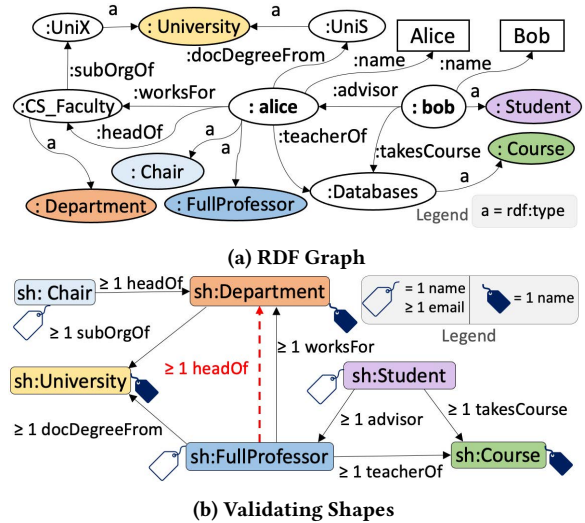 a
a
:UniX
:University
:UniS
Alice
Bob
:docDegreeFrom
:name
:name
:subOrgOf
:worksFor
:advisor
a
:CS_Faculty
: alice
: bob
:Student
:headOf
a
a
:teacherOf
:takesCourse
:Course
a
: Chair
a
: Department
:FullProfessor
:Databases
Legend
a = rdf:type
(a) RDF Graph
sh: Chair
≥ 1 headOf
sh:Department
= 1 name
≥ 1 email
= 1 name
Legend
≥ 1 subOrgOf
≥ 1 headOf
≥ 1 worksFor
sh:University
sh:Student
≥ 1 docDegreeFrom
≥ 1 advisor
≥ 1 takesCourse
sh:FullProfessor
≥ 1 teacherOf
sh:Course
(b) Validating Shapes